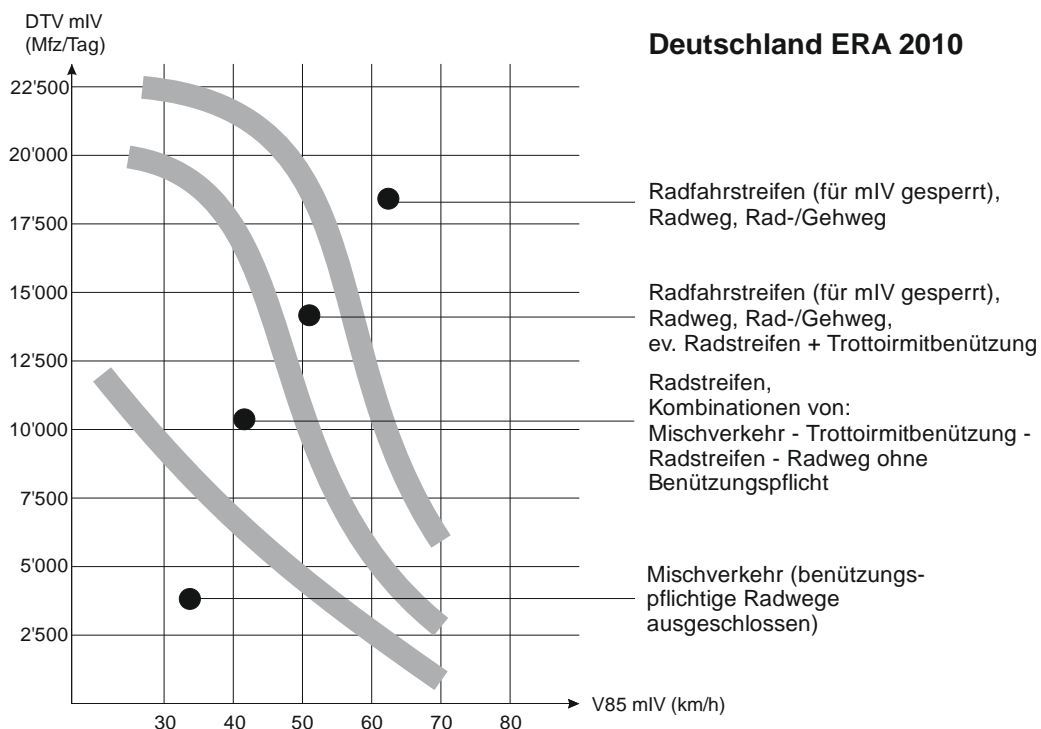 DTV mIV
(Mfz/Tag)
Deutschland ERA 2010
22'500
20'000
17'500
15'000
12'500
10'000
7'500
5'000
2'500
Radfahrstreifen (für mIV gesperrt),
Radweg, Rad-/Gehweg
Radfahrstreifen (für mIV gesperrt),
Radweg, Rad-/Gehweg,
ev. Radstreifen + Trottoirmitbenützung
Radstreifen,
Kombinationen von:
Mischverkehr - Trottoirmitbenützung -
Radstreifen - Radweg ohne
Benützungspflicht
Mischverkehr (benützungs-
pflichtige Radwege
ausgeschlossen)
V85 mIV (km/h)
30 40 50 60 70 80